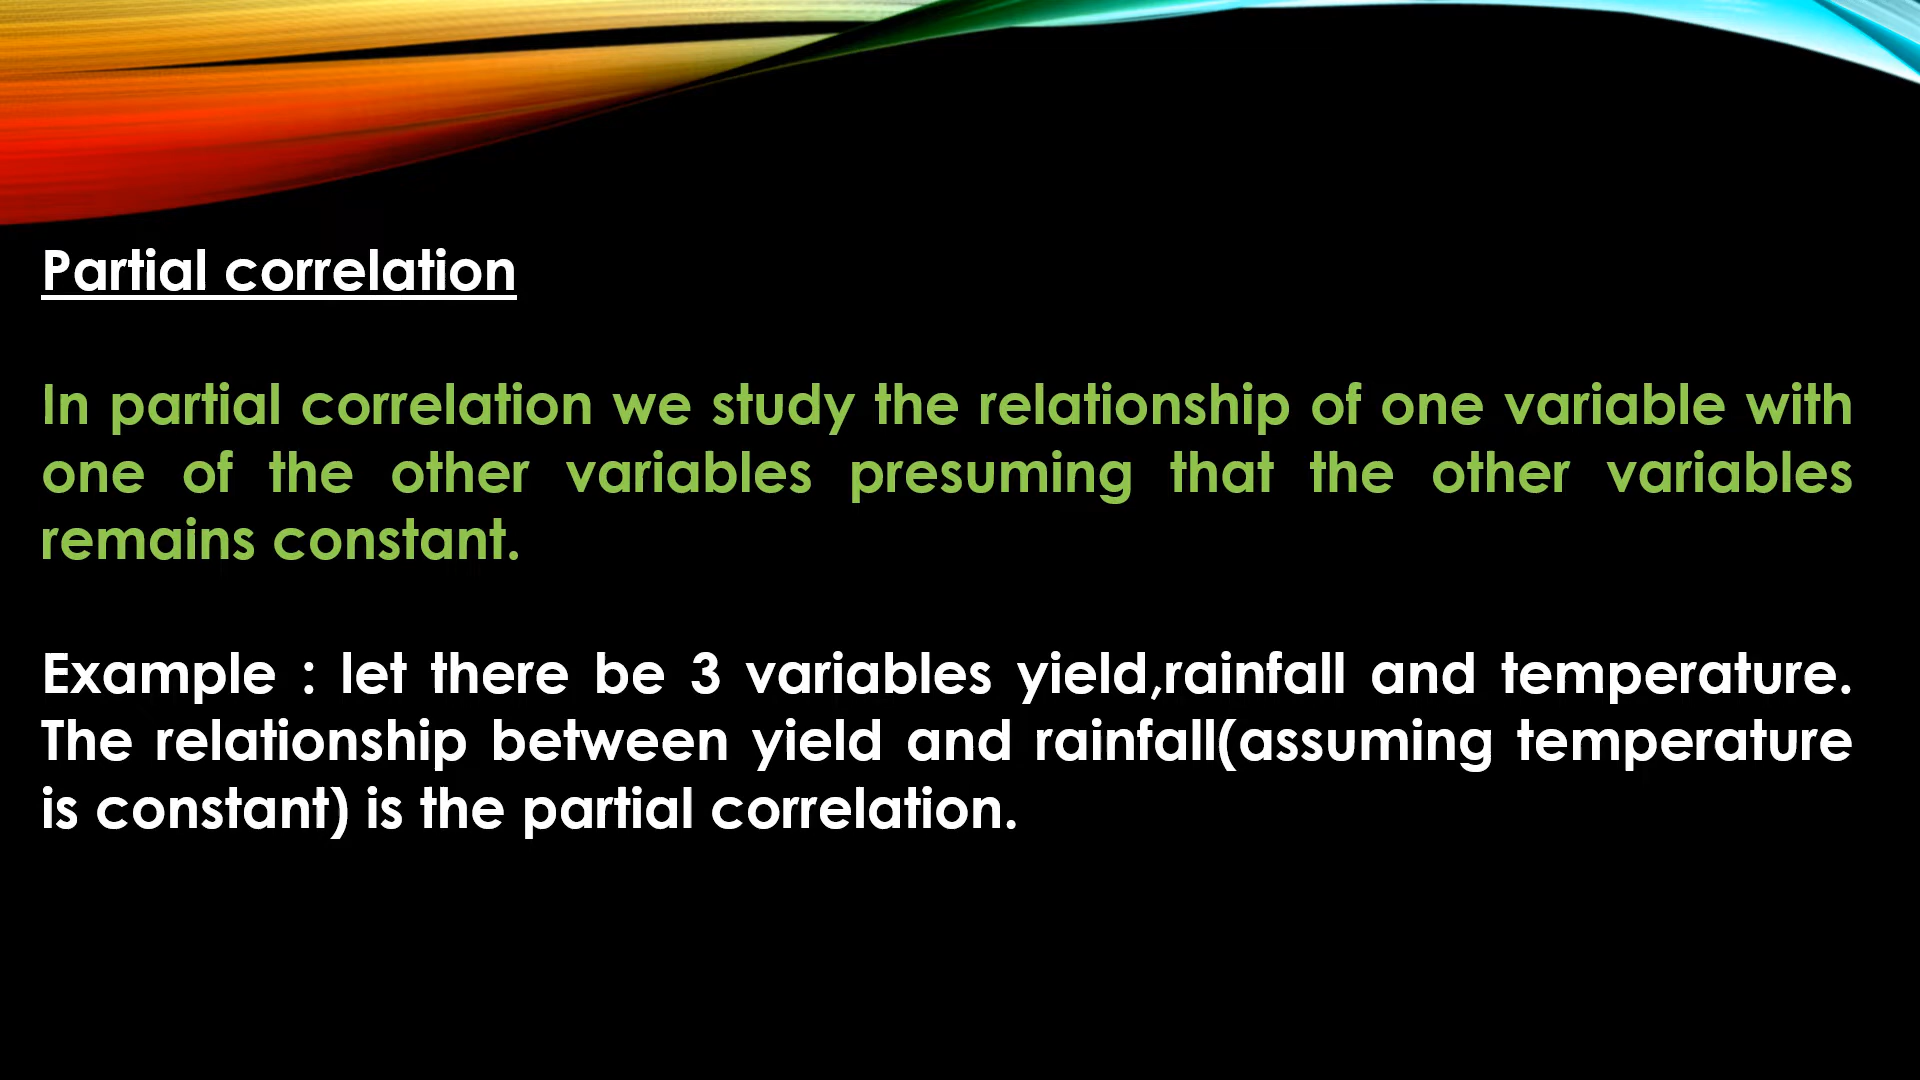 Partial correlation
In partial correlation we study the relationship of one variable with
one of the other variables presuming that the other variables
remains constant.
Example : let there be 3 variables yield,rainfall and temperature.
The relationship between yield and rainfall(assuming temperature
is constant) is the partial correlation.